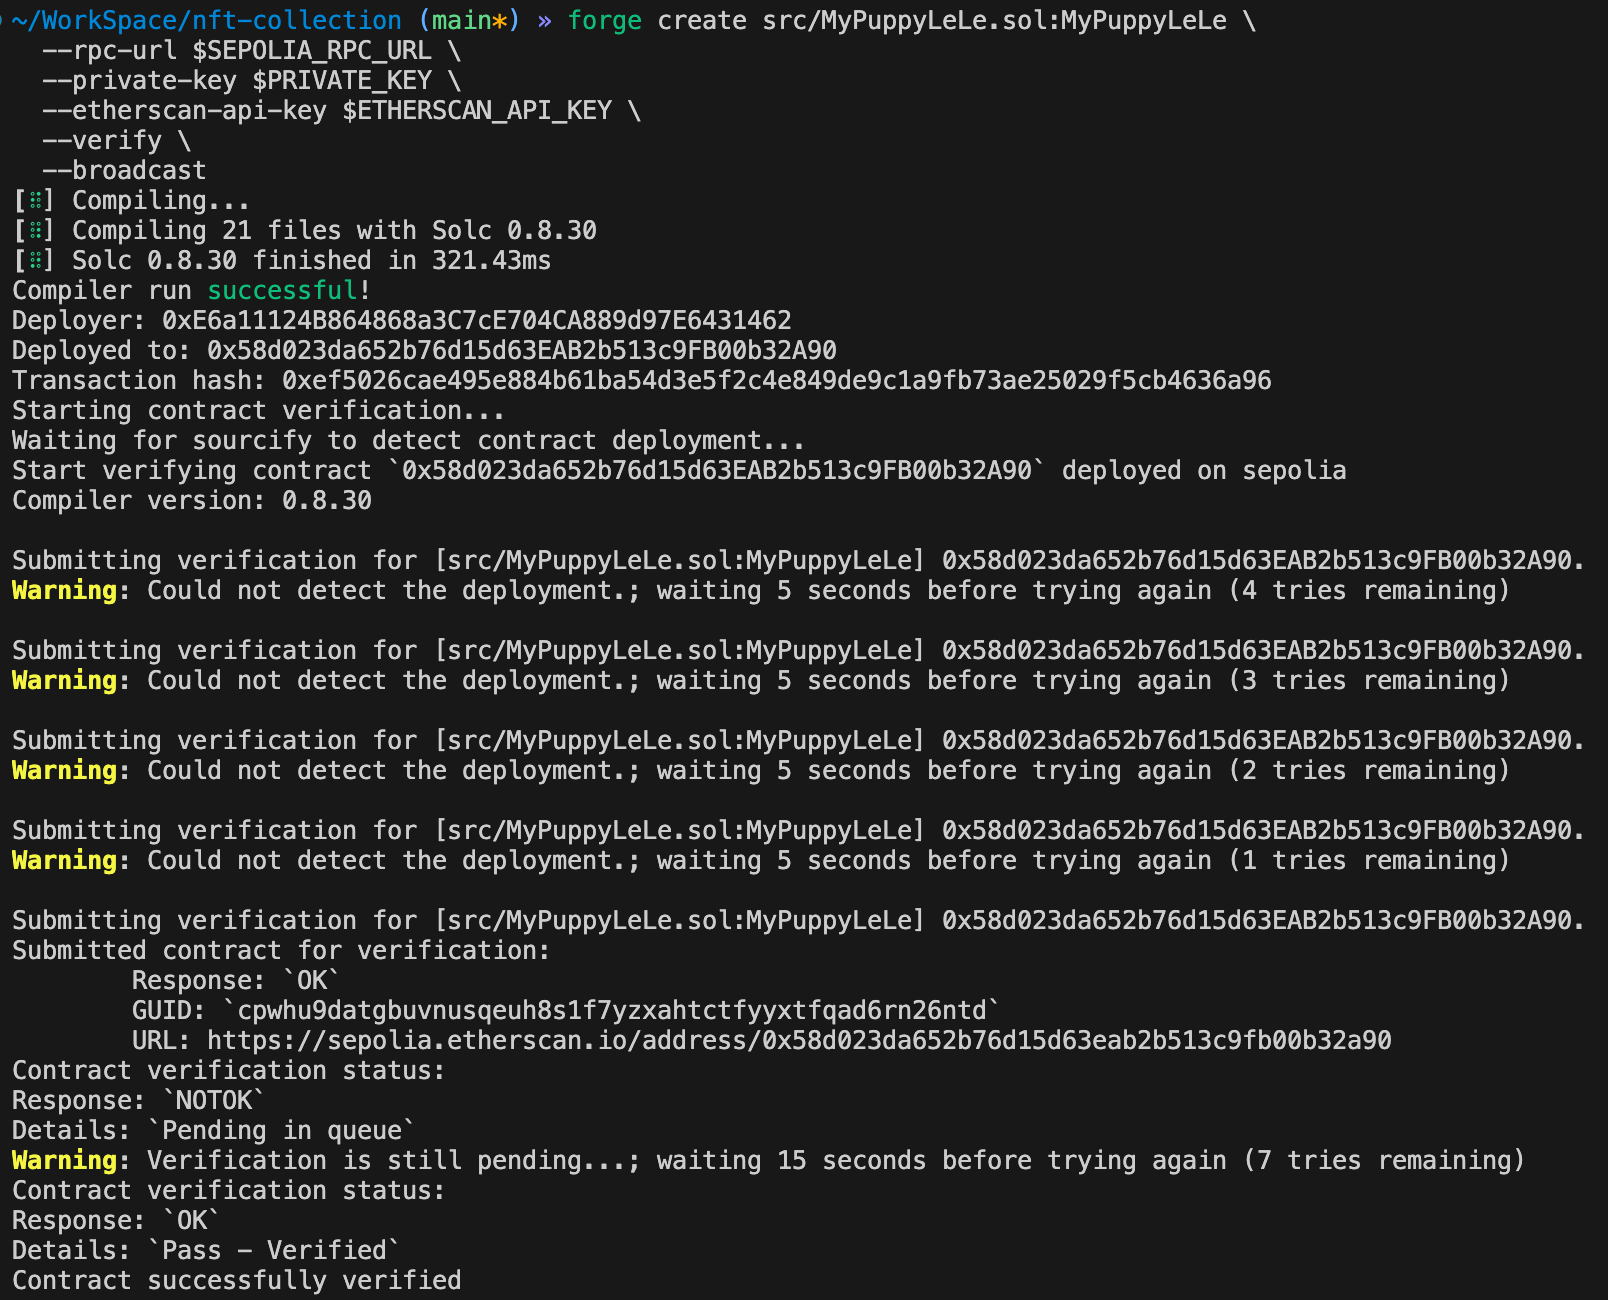 ~/WorkSpace/nft-collection (main*) » forge create src/MyPuppyLeLe.sol:MyPuppyLeLe \
--rpc-url $SEPOLIA_RPC_URL \
--private-key $PRIVATE_KEY \
--etherscan-api-key $ETHERSCAN_API_KEY \
--verify \
--broadcast
[⠿] Compiling...
[⠿] Compiling 21 files with Solc 0.8.30
[⠿] Solc 0.8.30 finished in 321.43ms
Compiler run successful!
Deployer: 0xE6a11124B864868a3C7cE704CA889d97E6431462
Deployed to: 0x58d023da652b76d15d63EAB2b513c9FB00b32A90
Transaction hash: 0xef5026cae495e884b61ba54d3e5f2c4e849de9c1a9fb73ae25029f5cb4636a96
Starting contract verification...
Waiting for sourcify to detect contract deployment...
Start verifying contract `0x58d023da652b76d15d63EAB2b513c9FB00b32A90` deployed on sepolia
Compiler version: 0.8.30

Submitting verification for [src/MyPuppyLeLe.sol:MyPuppyLeLe] 0x58d023da652b76d15d63EAB2b513c9FB00b32A90.
Warning: Could not detect the deployment.; waiting 5 seconds before trying again (4 tries remaining)

Submitting verification for [src/MyPuppyLeLe.sol:MyPuppyLeLe] 0x58d023da652b76d15d63EAB2b513c9FB00b32A90.
Warning: Could not detect the deployment.; waiting 5 seconds before trying again (3 tries remaining)

Submitting verification for [src/MyPuppyLeLe.sol:MyPuppyLeLe] 0x58d023da652b76d15d63EAB2b513c9FB00b32A90.
Warning: Could not detect the deployment.; waiting 5 seconds before trying again (2 tries remaining)

Submitting verification for [src/MyPuppyLeLe.sol:MyPuppyLeLe] 0x58d023da652b76d15d63EAB2b513c9FB00b32A90.
Warning: Could not detect the deployment.; waiting 5 seconds before trying again (1 tries remaining)

Submitting verification for [src/MyPuppyLeLe.sol:MyPuppyLeLe] 0x58d023da652b76d15d63EAB2b513c9FB00b32A90.
Submitted contract for verification:
Response: `OK`
GUID: `cpwhu9datgbuvnusqeuh8s1f7yzxahtctfyyxtfqad6rn26ntd`
URL: https://sepolia.etherscan.io/address/0x58d023da652b76d15d63eab2b513c9fb00b32a90
Contract verification status:
Response: `NOTOK`
Details: `Pending in queue`
Warning: Verification is still pending...; waiting 15 seconds before trying again (7 tries remaining)
Contract verification status:
Response: `OK`
Details: `Pass - Verified`
Contract successfully verified